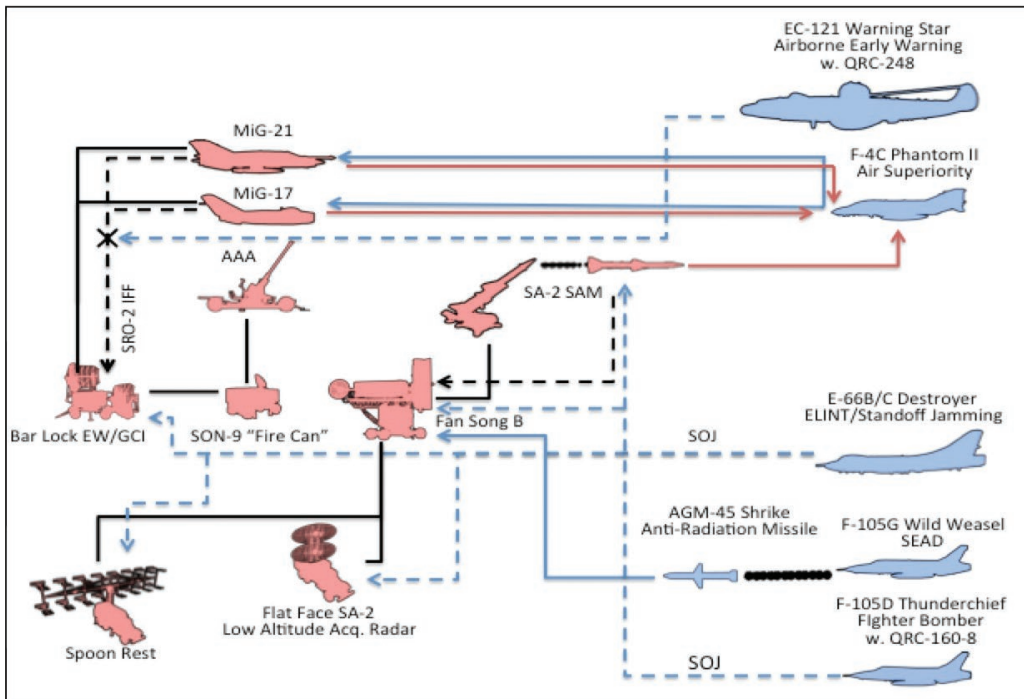 EC-121 Warning Star
Airborne Early Warning
w. QRC-248
MiG-21
F-4C Phantom II
Air Superiority
MiG-17
AAA
SA-2 SAM
SRO-2 IFF
Bar Lock EW/GCI
SON-9 “Fire Can”
Fan Song B
E-66B/C Destroyer
ELINT/Standoff Jamming
SOJ
AGM-45 Shrike
Anti-Radiation Missile
F-105G Wild Weasel
SEAD
F-105D Thunderchief
FIghter Bomber
w. QRC-160-8
Flat Face SA-2
Low Altitude Acq. Radar
Spoon Rest
SOJ